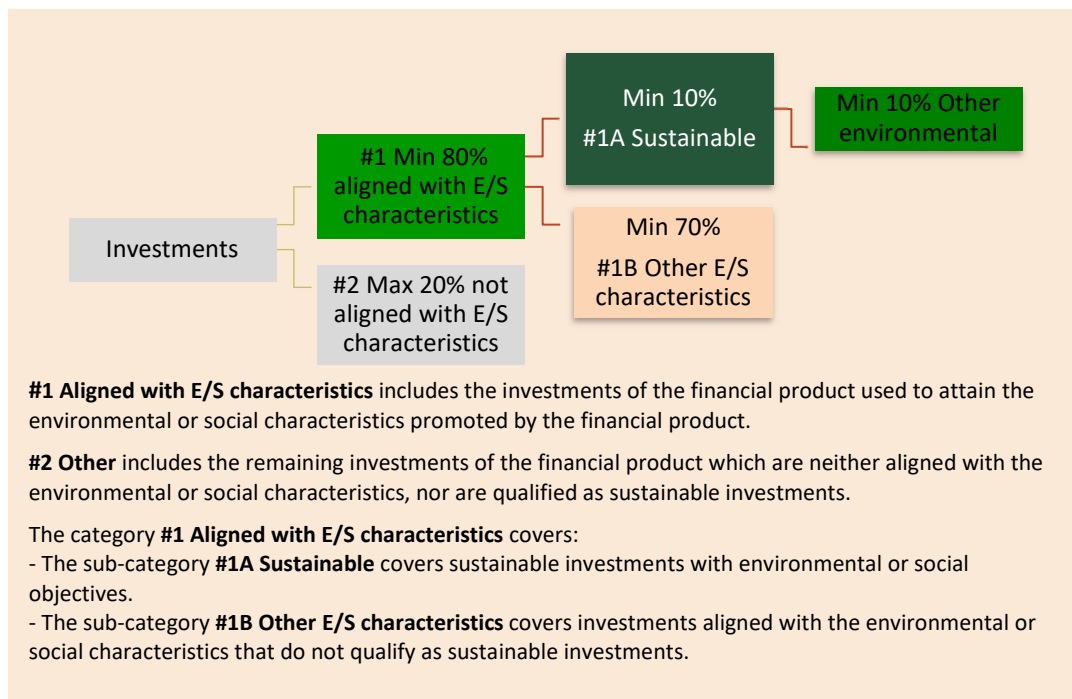 Investments
#1 Min 80%
aligned with E/S
characteristics
#2 Max 20% not
aligned with E/S
characteristics
Min 10%
#1A Sustainable
Min 70%
#1B Other E/S
characteristics
Min 10% Other
environmental
#1 Aligned with E/S characteristics includes the investments of the financial product used to attain the
environmental or social characteristics promoted by the financial product.
#2 Other includes the remaining investments of the financial product which are neither aligned with the
environmental or social characteristics, nor are qualified as sustainable investments.
The category #1 Aligned with E/S characteristics covers:
- The sub-category #1A Sustainable covers sustainable investments with environmental or social
objectives.
- The sub-category #1B Other E/S characteristics covers investments aligned with the environmental or
social characteristics that do not qualify as sustainable investments.